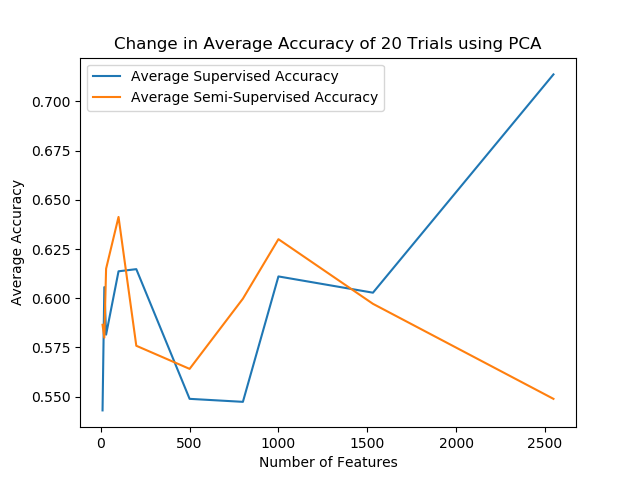 Change in Average Accuracy of 20 Trials using PCA
Average Supervised Accuracy
Average Semi-Supervised Accuracy
Average Accuracy
0.700
0.675
0.650
0.625
0.600
0.575
0.550
0 500 1000 1500 2000 2500
Number of Features